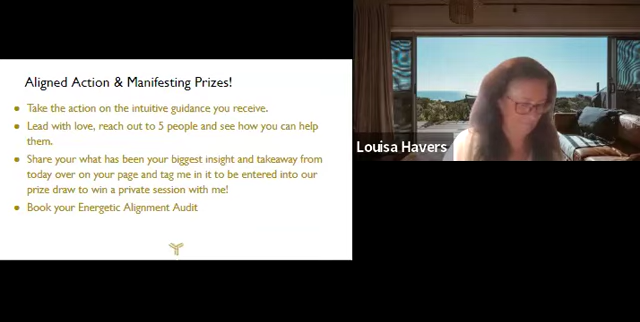 Aligned Action & Manifesting Prizes!
Take the action on the intuitive guidance you receive.
Lead with love, reach out to 5 people and see how you can help
them.
Share your what has been your biggest insight and takeaway from
today over on your page and tag me in it to be entered into our
prize draw to win a private session with me!
Book your Energetic Alignment Audit
Louisa Havers